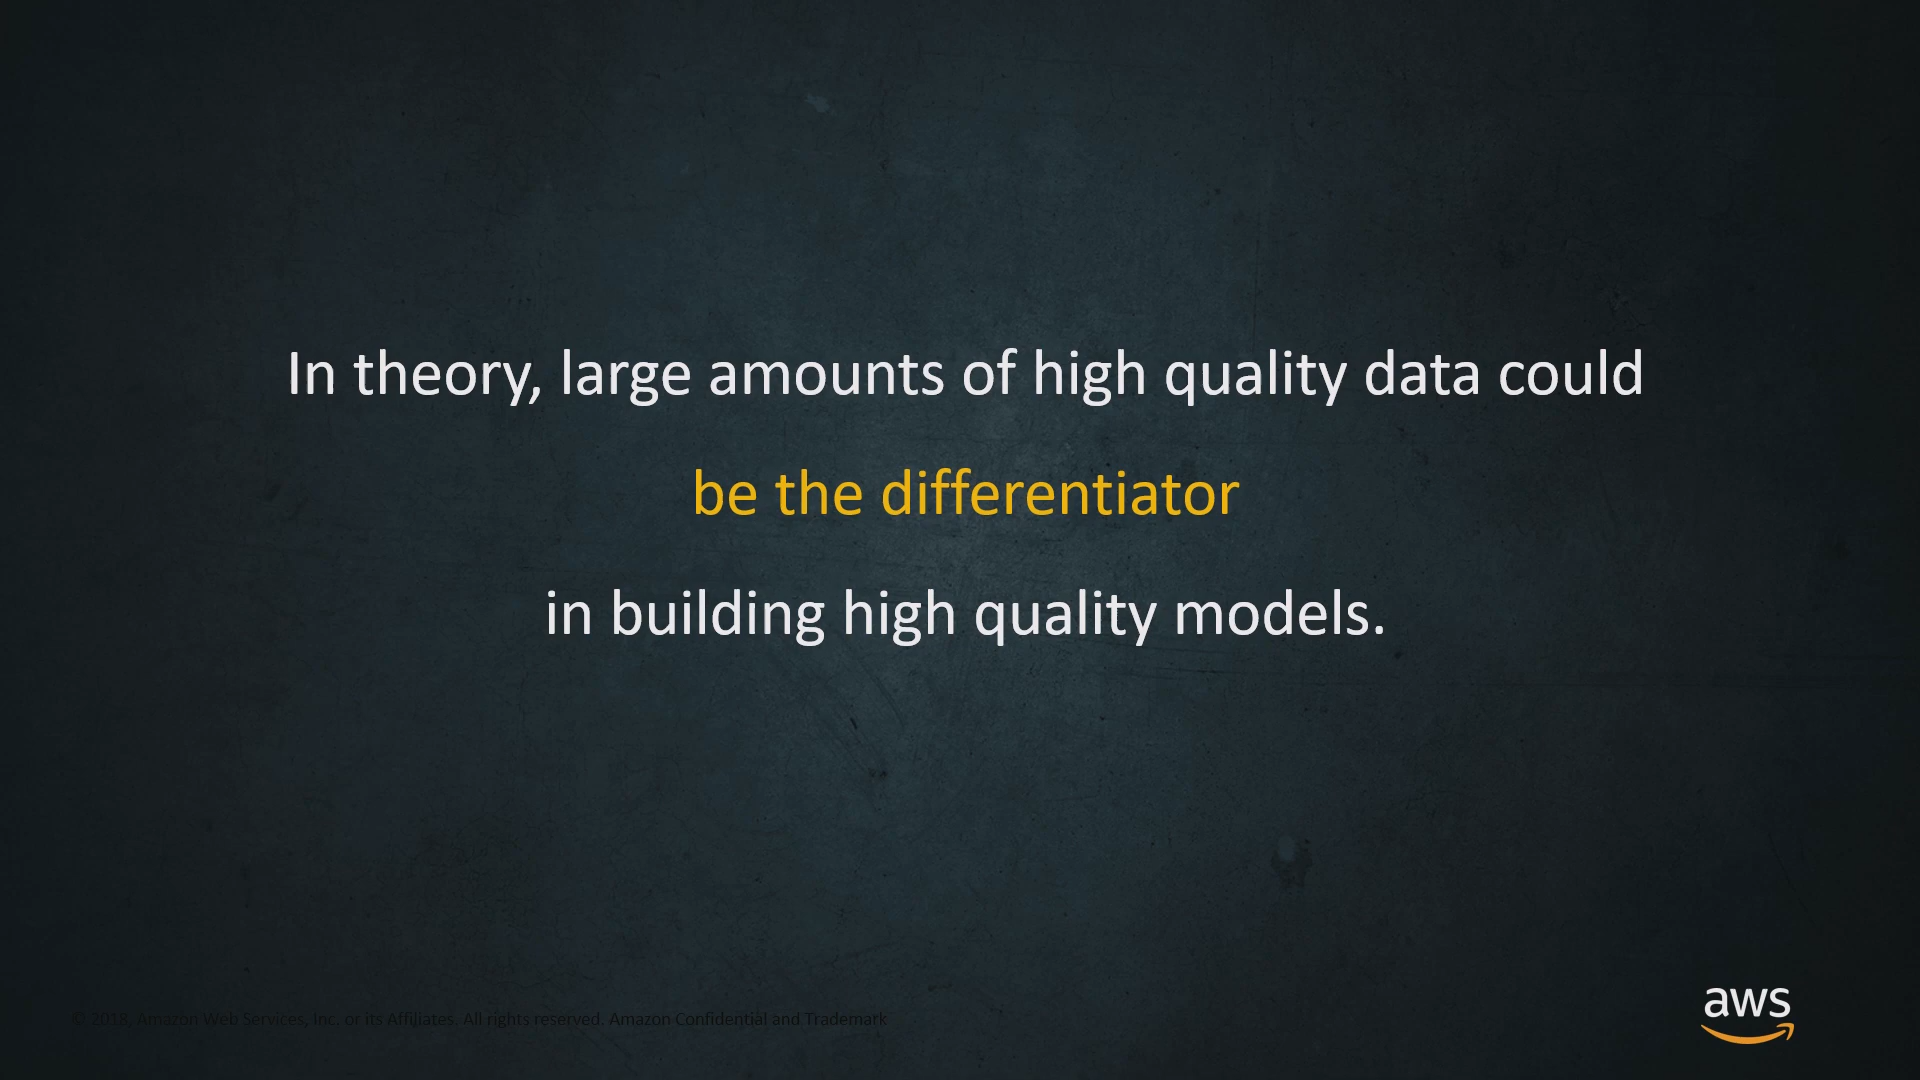 In theory, large amounts of high quality data could
be the differentiator
in building high quality models.
© 2018, Amazon Web Services, Inc. or its Affiliates. All rights reserved. Amazon Confidential and Trademark
aws